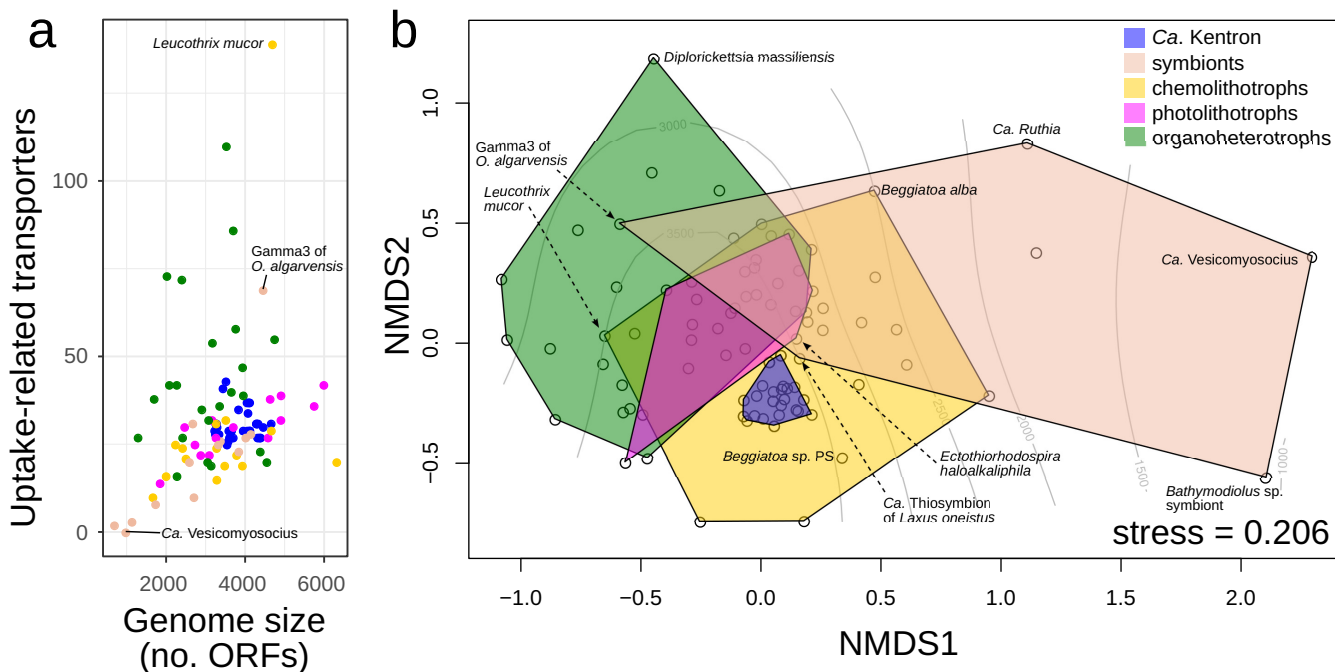 a
Uptake-related transporters
100
50
0
2000
4000
6000
Genome size
(no. ORFs)
Leucothrix mucor
Gamma3 of
O. algarvensis
Ca. Vesicomyosocius
b
NMDS2
1.0
0.5
0.0
−0.5
−1.0
−0.5
0.0
0.5
1.0
1.5
2.0
NMDS1
Ca. Kentron
symbionts
chemolithotrophs
photolithotrophs
organoheterotrophs
Diplorickettsia massiliensis
Gamma3 of
O. algarvensis
Leucothrix
mucor
Ca. Ruthia
Beggiatoa alba
Ca. Vesicomyosocius
Beggiatoa sp. PS
Ectothiorhodospira
haloalkaliphila
Ca. Thiosymbion
of Laxus oneistus
Bathymodiolus sp.
symbiont
3000
3500
2500
2000
1500
1000
stress = 0.206